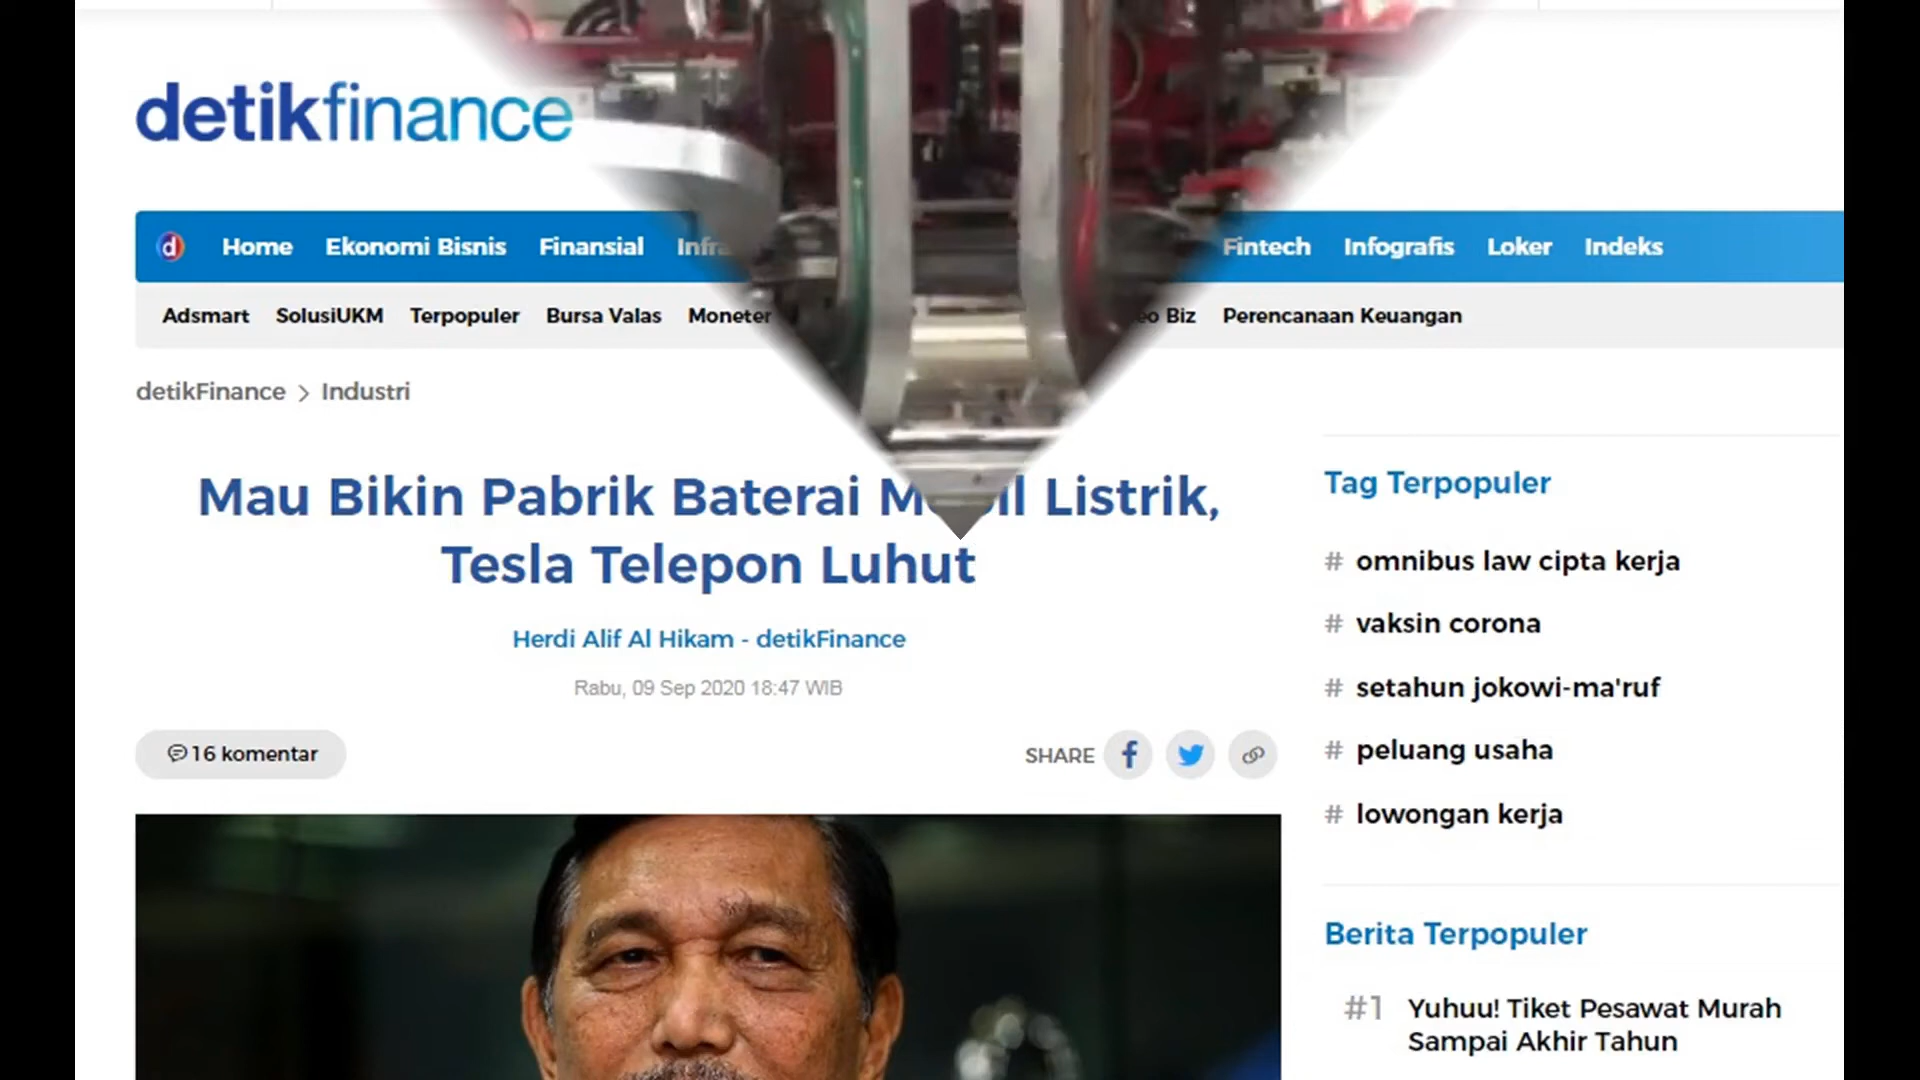 detikfinance
d Home Ekonomi Bisnis Finansial Fintech Infografis Loker Indeks
Adsmart SolusiUKM Terpopuler Bursa Valas Moneter Biz Perencanaan Keuangan
detikFinance > Industri
Mau Bikin Pabrik Baterai Listrik,
Tesla Telepon Luhut
Herdi Alif Al Hikam - detikFinance
Rabu, 09 Sep 2020 18:47 WIB
16 komentar
SHARE
Tag Terpopuler
# omnibus law cipta kerja
# vaksin corona
# setahun jokowi-ma'ruf
# peluang usaha
# lowongan kerja
Berita Terpopuler
#1 Yuhuu! Tiket Pesawat Murah
Sampai Akhir Tahun